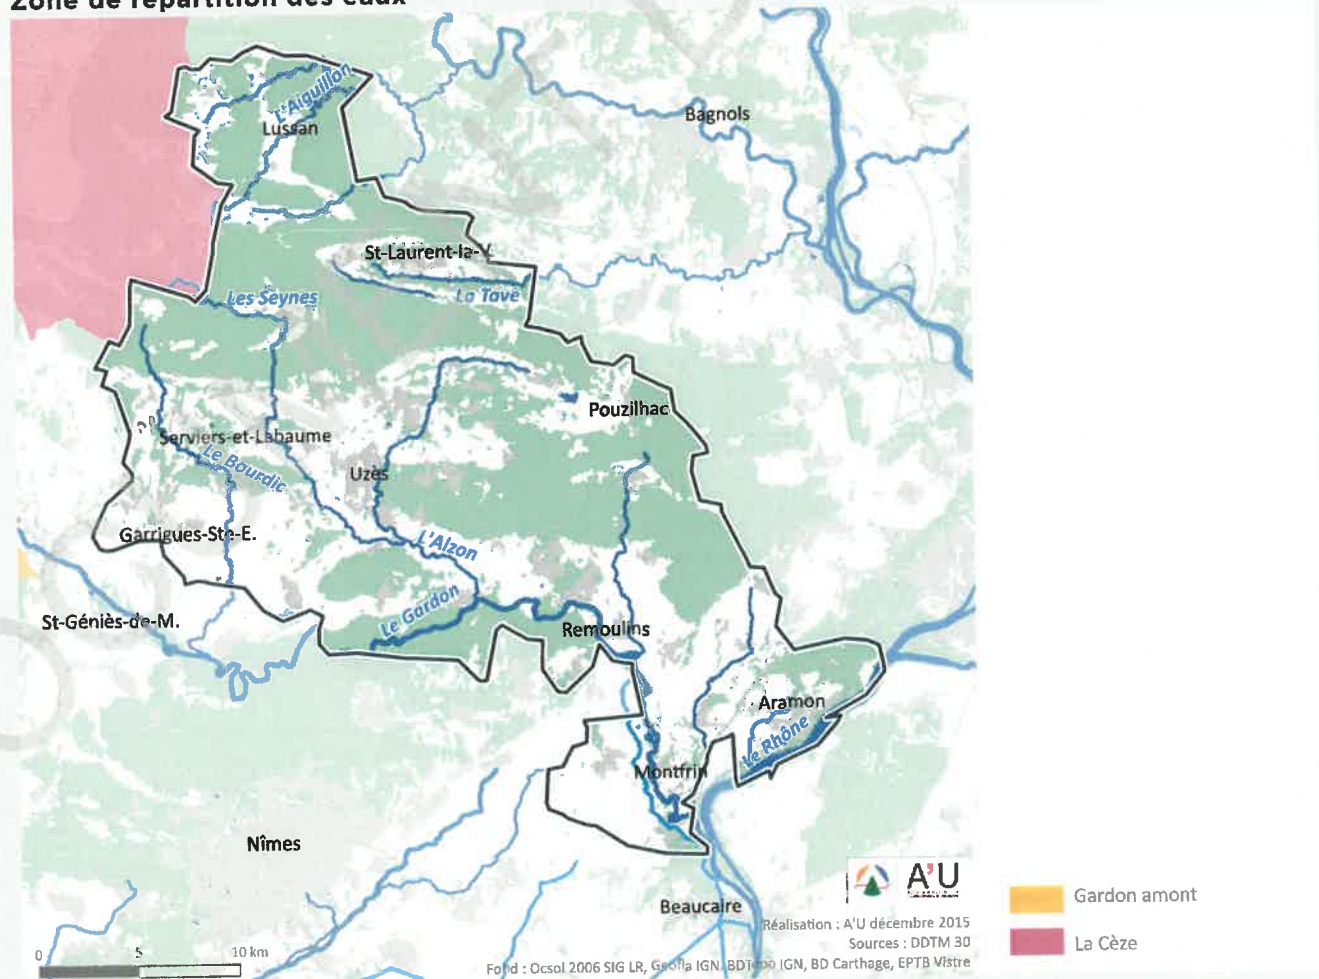 Zone de répartition des eaux
L'Aiguillon
Lussan
Bagnols
St-Laurent-la-V.
Les Seynes
La Tave
Pouzilhac
Serviers-et-Labaume
Le Bourdic
Uzès
Garrigues-Ste-E.
L'Alzon
Le Gardon
St-Géniès-de-M.
Remoulins
Aramon
Le Rhône
Montfrin
Nîmes
A'U
Beaucaire
Gardon amont
La Cèze
Réalisation : A'U décembre 2015
Sources : DDTM 30
Fond : Ocsol 2006 SIG LR, Geofla IGN, BDTopo IGN, BD Carthage, EPTB Vistre
0 5 10 km